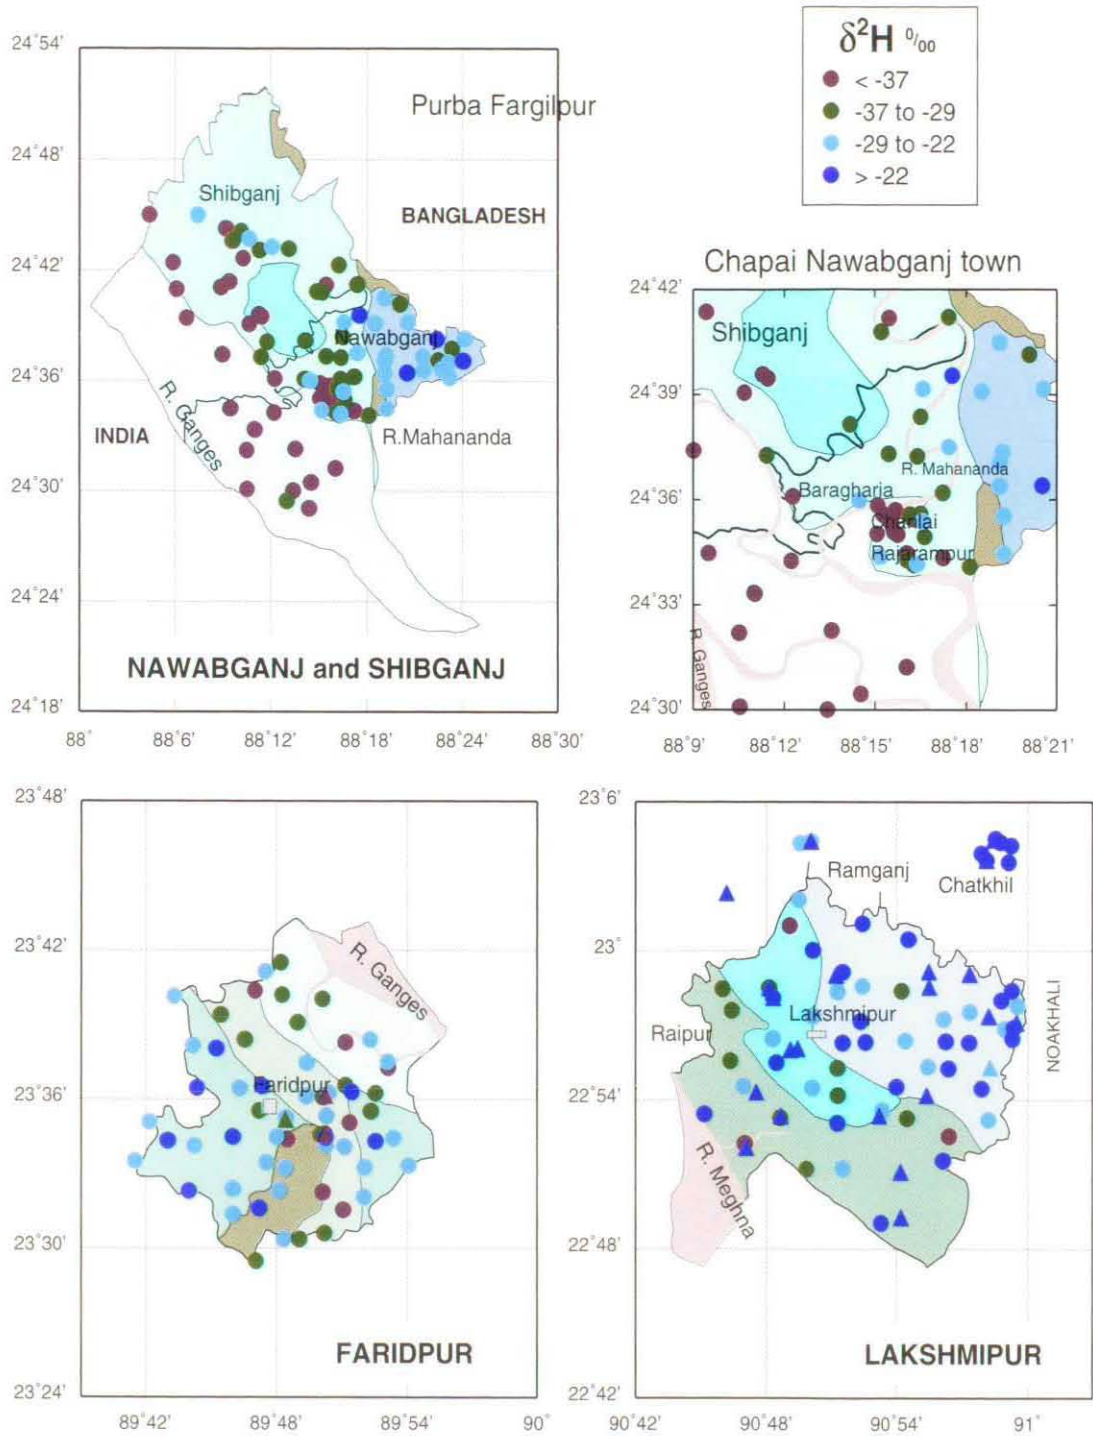 δ²H ‰
< -37
-37 to -29
-29 to -22
> -22
24°54'
24°48'
24°42'
24°36'
24°30'
24°24'
24°18'
Purba Fargilpur
Shibganj
BANGLADESH
Nawabganj
R. Ganges
INDIA
R.Mahananda
NAWABGANJ and SHIBGANJ
88°
88°6'
88°12'
88°18'
88°24'
88°30'
Chapai Nawabganj town
24°42'
24°39'
24°36'
24°33'
24°30'
Shibganj
R. Mahananda
Baragharia
Charlai
Rajarampur
R. Ganges
88°9'
88°12'
88°15'
88°18'
88°21'
23°48'
23°42'
23°36'
23°30'
23°24'
R. Ganges
Faridpur
FARIDPUR
89°42'
89°48'
89°54'
90°
23°6'
23°
22°54'
22°48'
22°42'
Ramganj
Chatkhil
Lakshmipur
Raipur
NOAKHALI
R. Meghna
LAKSHMIPUR
90°42'
90°48'
90°54'
91°